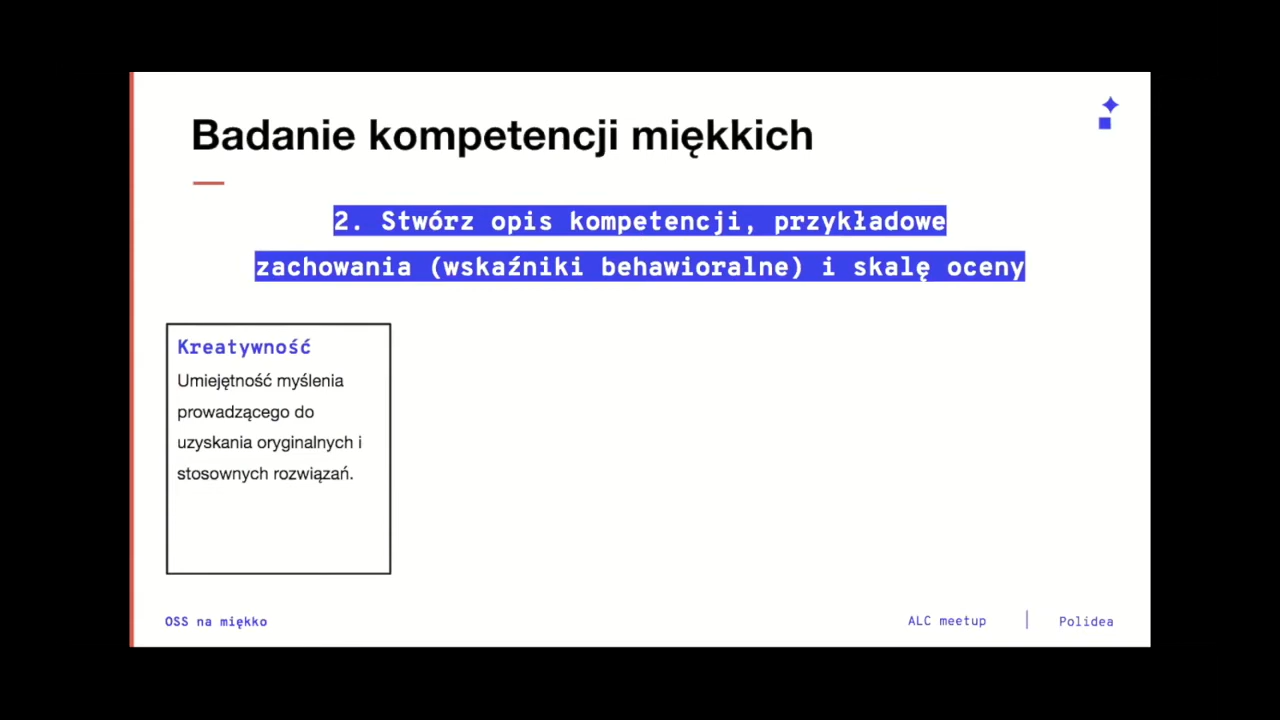 Badanie kompetencji miękkich
2. Stwórz opis kompetencji, przykładowe
zachowania (wskaźniki behawioralne) i skalę oceny
Kreatywność
Umiejętność myślenia
prowadzącego do
uzyskania oryginalnych i
stosownych rozwiązań.
OSS na miękko
ALC meetup
Polidea